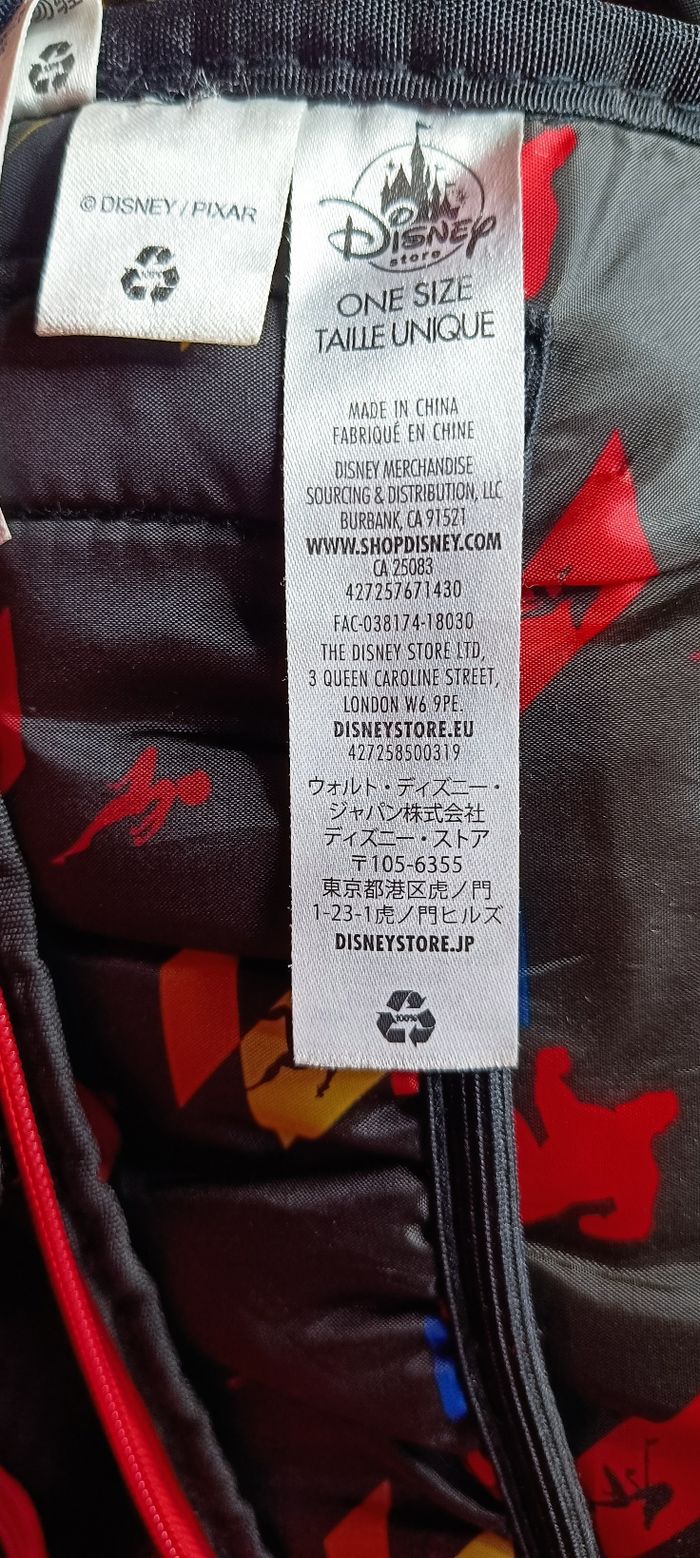 © DISNEY / PIXAR
Disney
store
ONE SIZE
TAILLE UNIQUE
MADE IN CHINA
FABRIQUÉ EN CHINE
DISNEY MERCHANDISE
SOURCING & DISTRIBUTION, LLC
BURBANK, CA 91521
WWW.SHOPDISNEY.COM
CA 25083
427257671430
FAC-038174-18030
THE DISNEY STORE LTD,
3 QUEEN CAROLINE STREET,
LONDON W6 9PE.
DISNEYSTORE.EU
427258500319
ウォルト・ディズニー・
ジャパン株式会社
ディズニー・ストア
〒105-6355
東京都港区虎ノ門
1-23-1虎ノ門ヒルズ
DISNEYSTORE.JP
100%